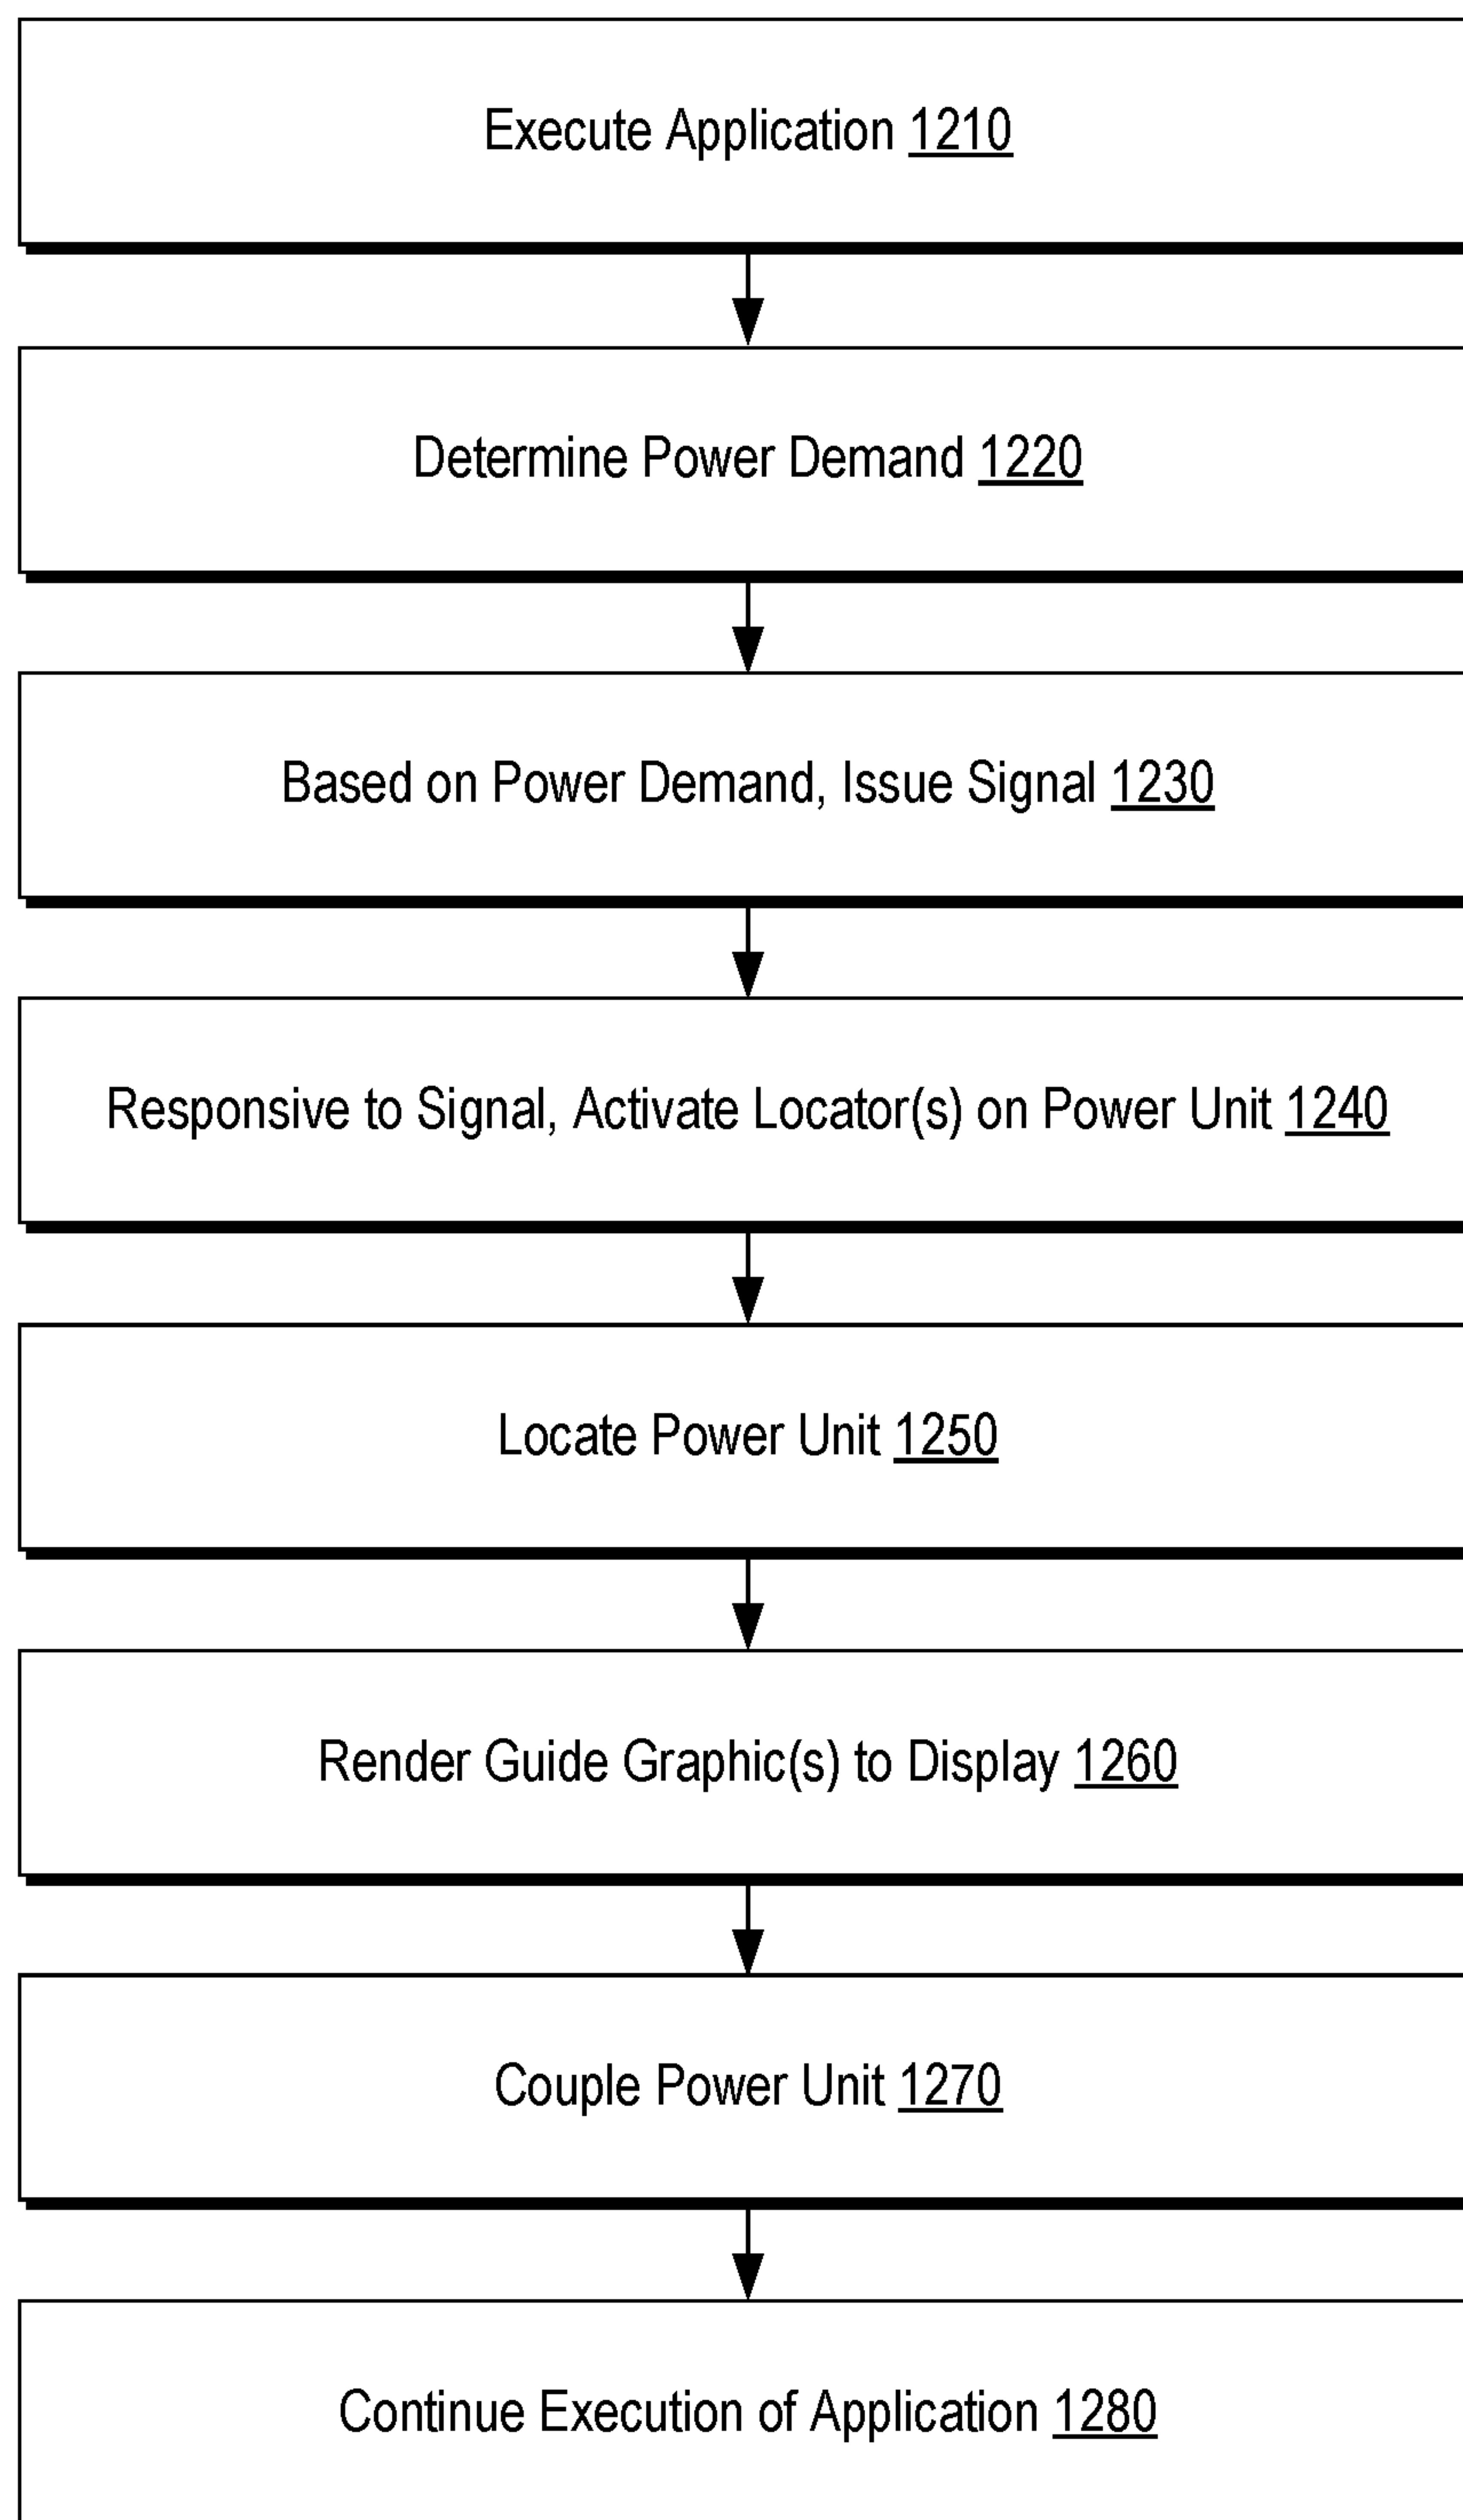 Execute Application 1210
Determine Power Demand 1220
Based on Power Demand, Issue Signal 1230
Responsive to Signal, Activate Locator(s) on Power Unit 1240
Locate Power Unit 1250
Render Guide Graphic(s) to Display 1260
Couple Power Unit 1270
Continue Execution of Application 1280